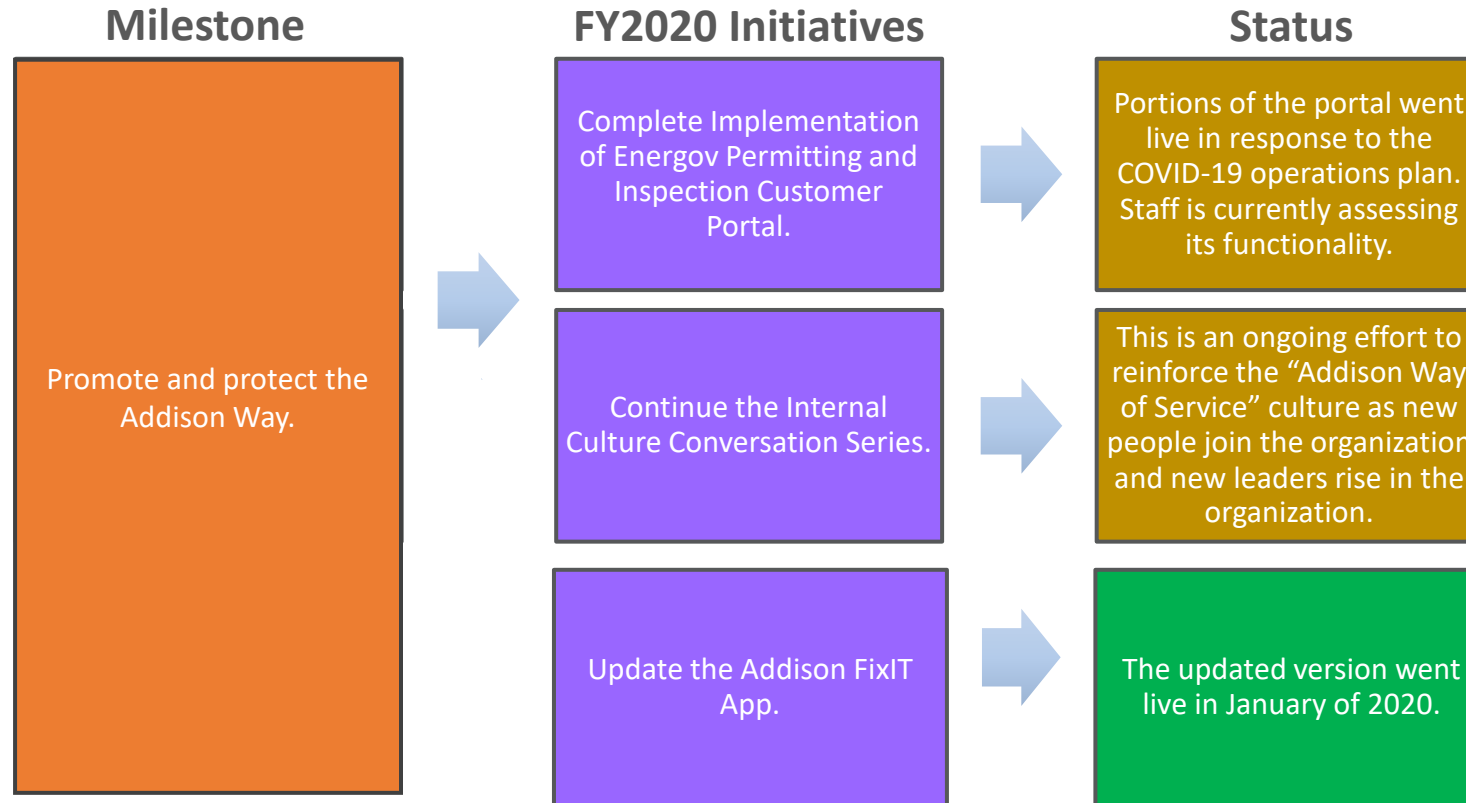 Milestone
FY2020 Initiatives
Status
Promote and protect the
Addison Way.
Complete Implementation
of Energov Permitting and
Inspection Customer
Portal.
Portions of the portal went
live in response to the
COVID-19 operations plan.
Staff is currently assessing
its functionality.
Continue the Internal
Culture Conversation Series.
This is an ongoing effort to
reinforce the “Addison Way
of Service” culture as new
people join the organization
and new leaders rise in the
organization.
Update the Addison FixIT
App.
The updated version went
live in January of 2020.